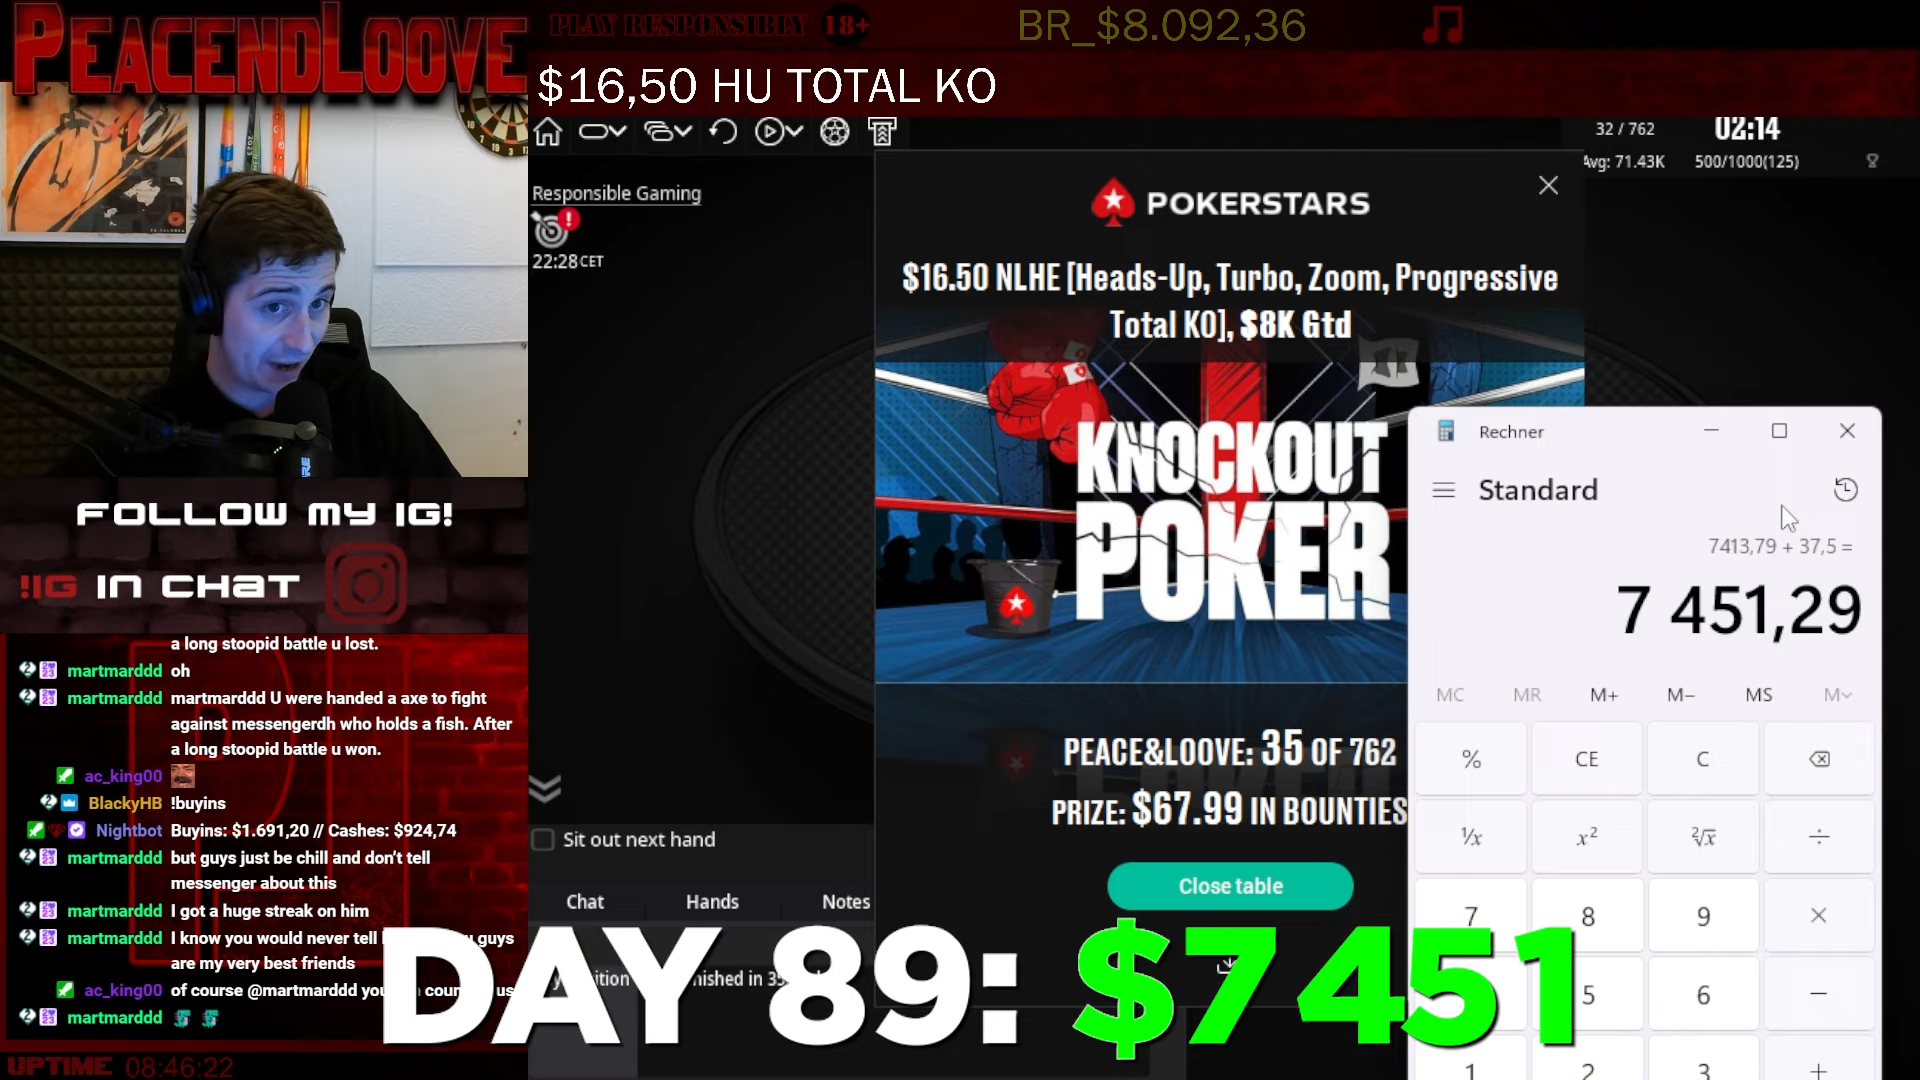 PEACENDLOOVE
PLAY RESPONSIBLY 18+
BR_$8.092,36
$16,50 HU TOTAL KO
32 / 762
02:14
Avg: 71.43K
500/1000(125)
Responsible Gaming
22:28 CET
POKERSTARS
$16.50 NLHE [Heads-Up, Turbo, Zoom, Progressive
Total KO], $8K Gtd
KNOCKOUT
POKER
PEACE&LOOVE: 35 OF 762
PRIZE: $67.99 IN BOUNTIES
Close table
Sit out next hand
Chat
Hands
Notes
Rechner
Standard
7413,79 + 37,5 =
7 451,29
MC
MR
M+
M−
MS
M
%
CE
C
¹/x
x²
²√x
÷
7
8
9
×
5
6
−
1
2
3
+
FOLLOW MY IG!
!IG IN CHAT
a long stoopid battle u lost.
martmarddd oh
martmarddd martmarddd U were handed a axe to fight
against messengerdh who holds a fish. After
a long stoopid battle u won.
ac_king00
BlackyHB !buyins
Nightbot Buyins: $1.691,20 // Cashes: $924,74
martmarddd but guys just be chill and don't tell
messenger about this
martmarddd I got a huge streak on him
martmarddd I know you would never tell guys
are my very best friends
ac_king00 of course @martmarddd you us
martmarddd
DAY 89: $7451
UPTIME 08:46:22